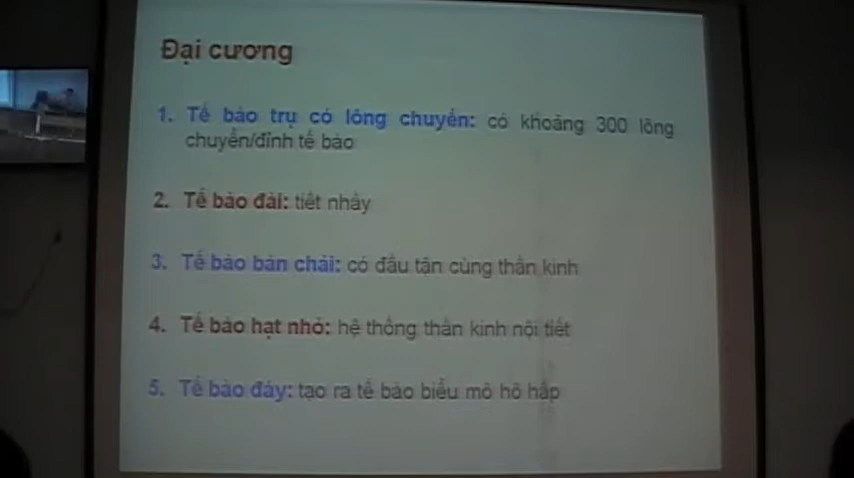 Đại cương
1. Tế bào trụ có lông chuyển: có khoảng 300 lông
chuyển/đỉnh tế bào
2. Tế bào đài: tiết nhầy
3. Tế bào bàn chải: có đầu tận cùng thần kinh
4. Tế bào hạt nhỏ: hệ thống thần kinh nội tiết
5. Tế bào đáy: tạo ra tế bào biểu mô hô hấp